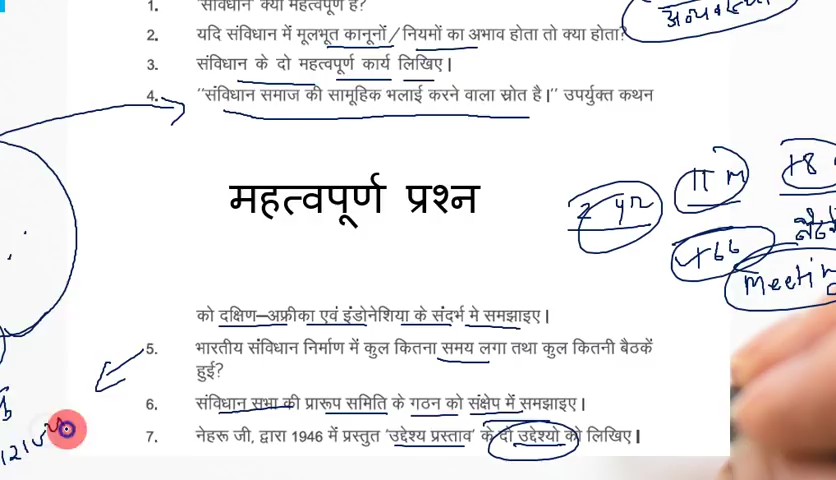 1. 'संविधान' क्यों महत्वपूर्ण है?
2. यदि संविधान में मूलभूत कानूनों/नियमों का अभाव होता तो क्या होता?
3. संविधान के दो महत्वपूर्ण कार्य लिखिए।
4. "संविधान समाज की सामूहिक भलाई करने वाला स्रोत है।" उपर्युक्त कथन
महत्वपूर्ण प्रश्न
2 yr 11 m 18
166
Meetin
को दक्षिण–अफ्रीका एवं इंडोनेशिया के संदर्भ मे समझाइए।
5. भारतीय संविधान निर्माण में कुल कितना समय लगा तथा कुल कितनी बैठकें
हुई?
6. संविधान सभा की प्रारूप समिति के गठन को संक्षेप में समझाइए।
7. नेहरू जी, द्वारा 1946 में प्रस्तुत 'उद्देश्य प्रस्ताव' के दो उद्देश्यो को लिखिए।